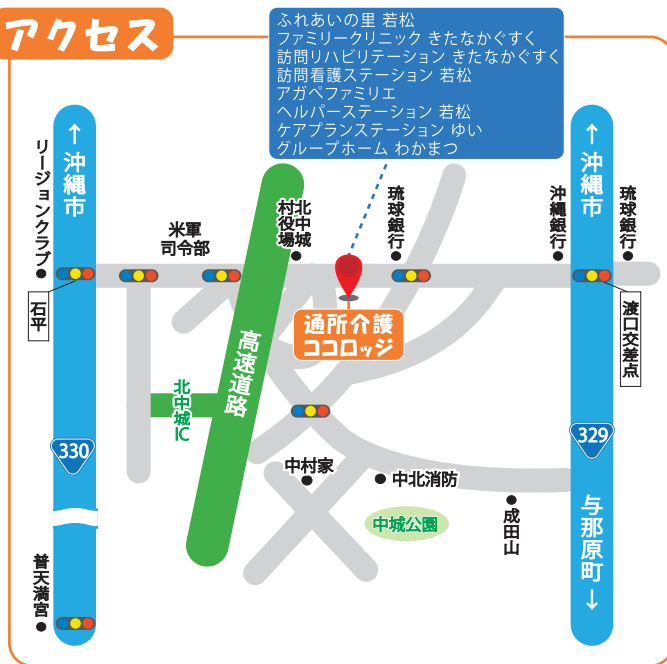 アクセス
ふれあいの里 若松
ファミリークリニック きたなかぐすく
訪問リハビリテーション きたなかぐすく
訪問看護ステーション 若松
アガペファミリエ
ヘルパーステーション 若松
ケアプランステーション ゆい
グループホーム わかまつ
↑沖縄市
リージョンクラブ
米軍
司令部
北中城
村役場
琉球銀行
沖縄銀行
↑沖縄市
琉球銀行
石平
通所介護
ココロッジ
渡口交差点
高速道路
北中城IC
330
329
中村家
中北消防
中城公園
成田山
与那原町↓
普天満宮